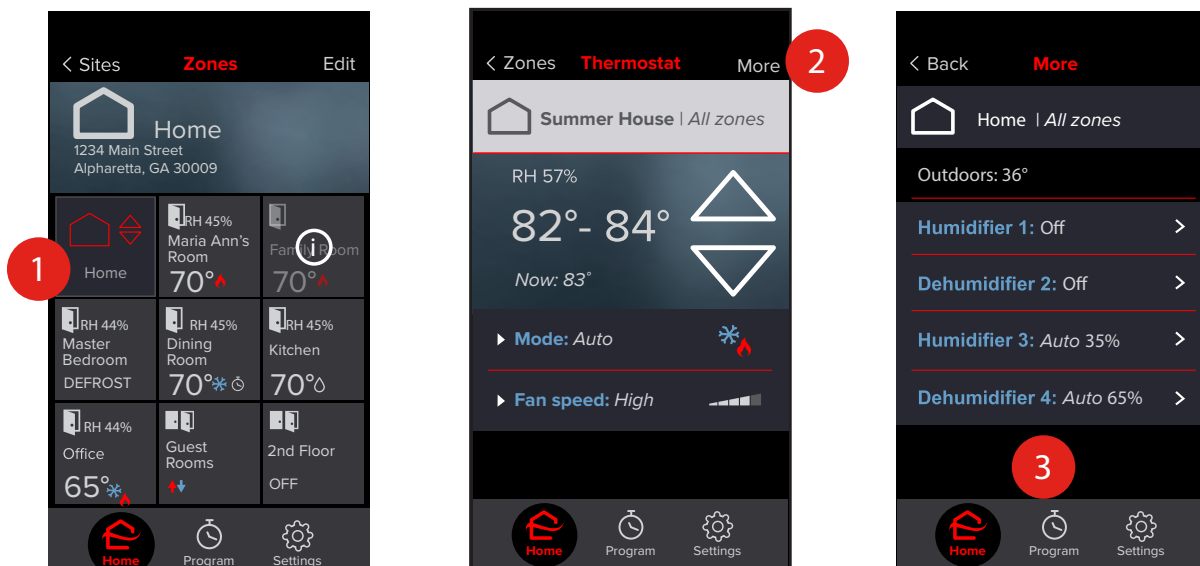 < Sites Zones Edit
Home
1234 Main Street
Alpharetta, GA 30009
1
Home
RH 45%
Maria Ann's
Room
70°
Family Room
i
70°
RH 44%
Master
Bedroom
DEFROST
RH 45%
Dining
Room
70°
RH 45%
Kitchen
70°
RH 44%
Office
65°
Guest
Rooms
2nd Floor
OFF
Home Program Settings
< Zones Thermostat More
2
Summer House | All zones
RH 57%
82°- 84°
Now: 83°
Mode: Auto
Fan speed: High
Home Program Settings
< Back More
Home | All zones
Outdoors: 36°
Humidifier 1: Off >
Dehumidifier 2: Off >
Humidifier 3: Auto 35% >
Dehumidifier 4: Auto 65% >
3
Home Program Settings